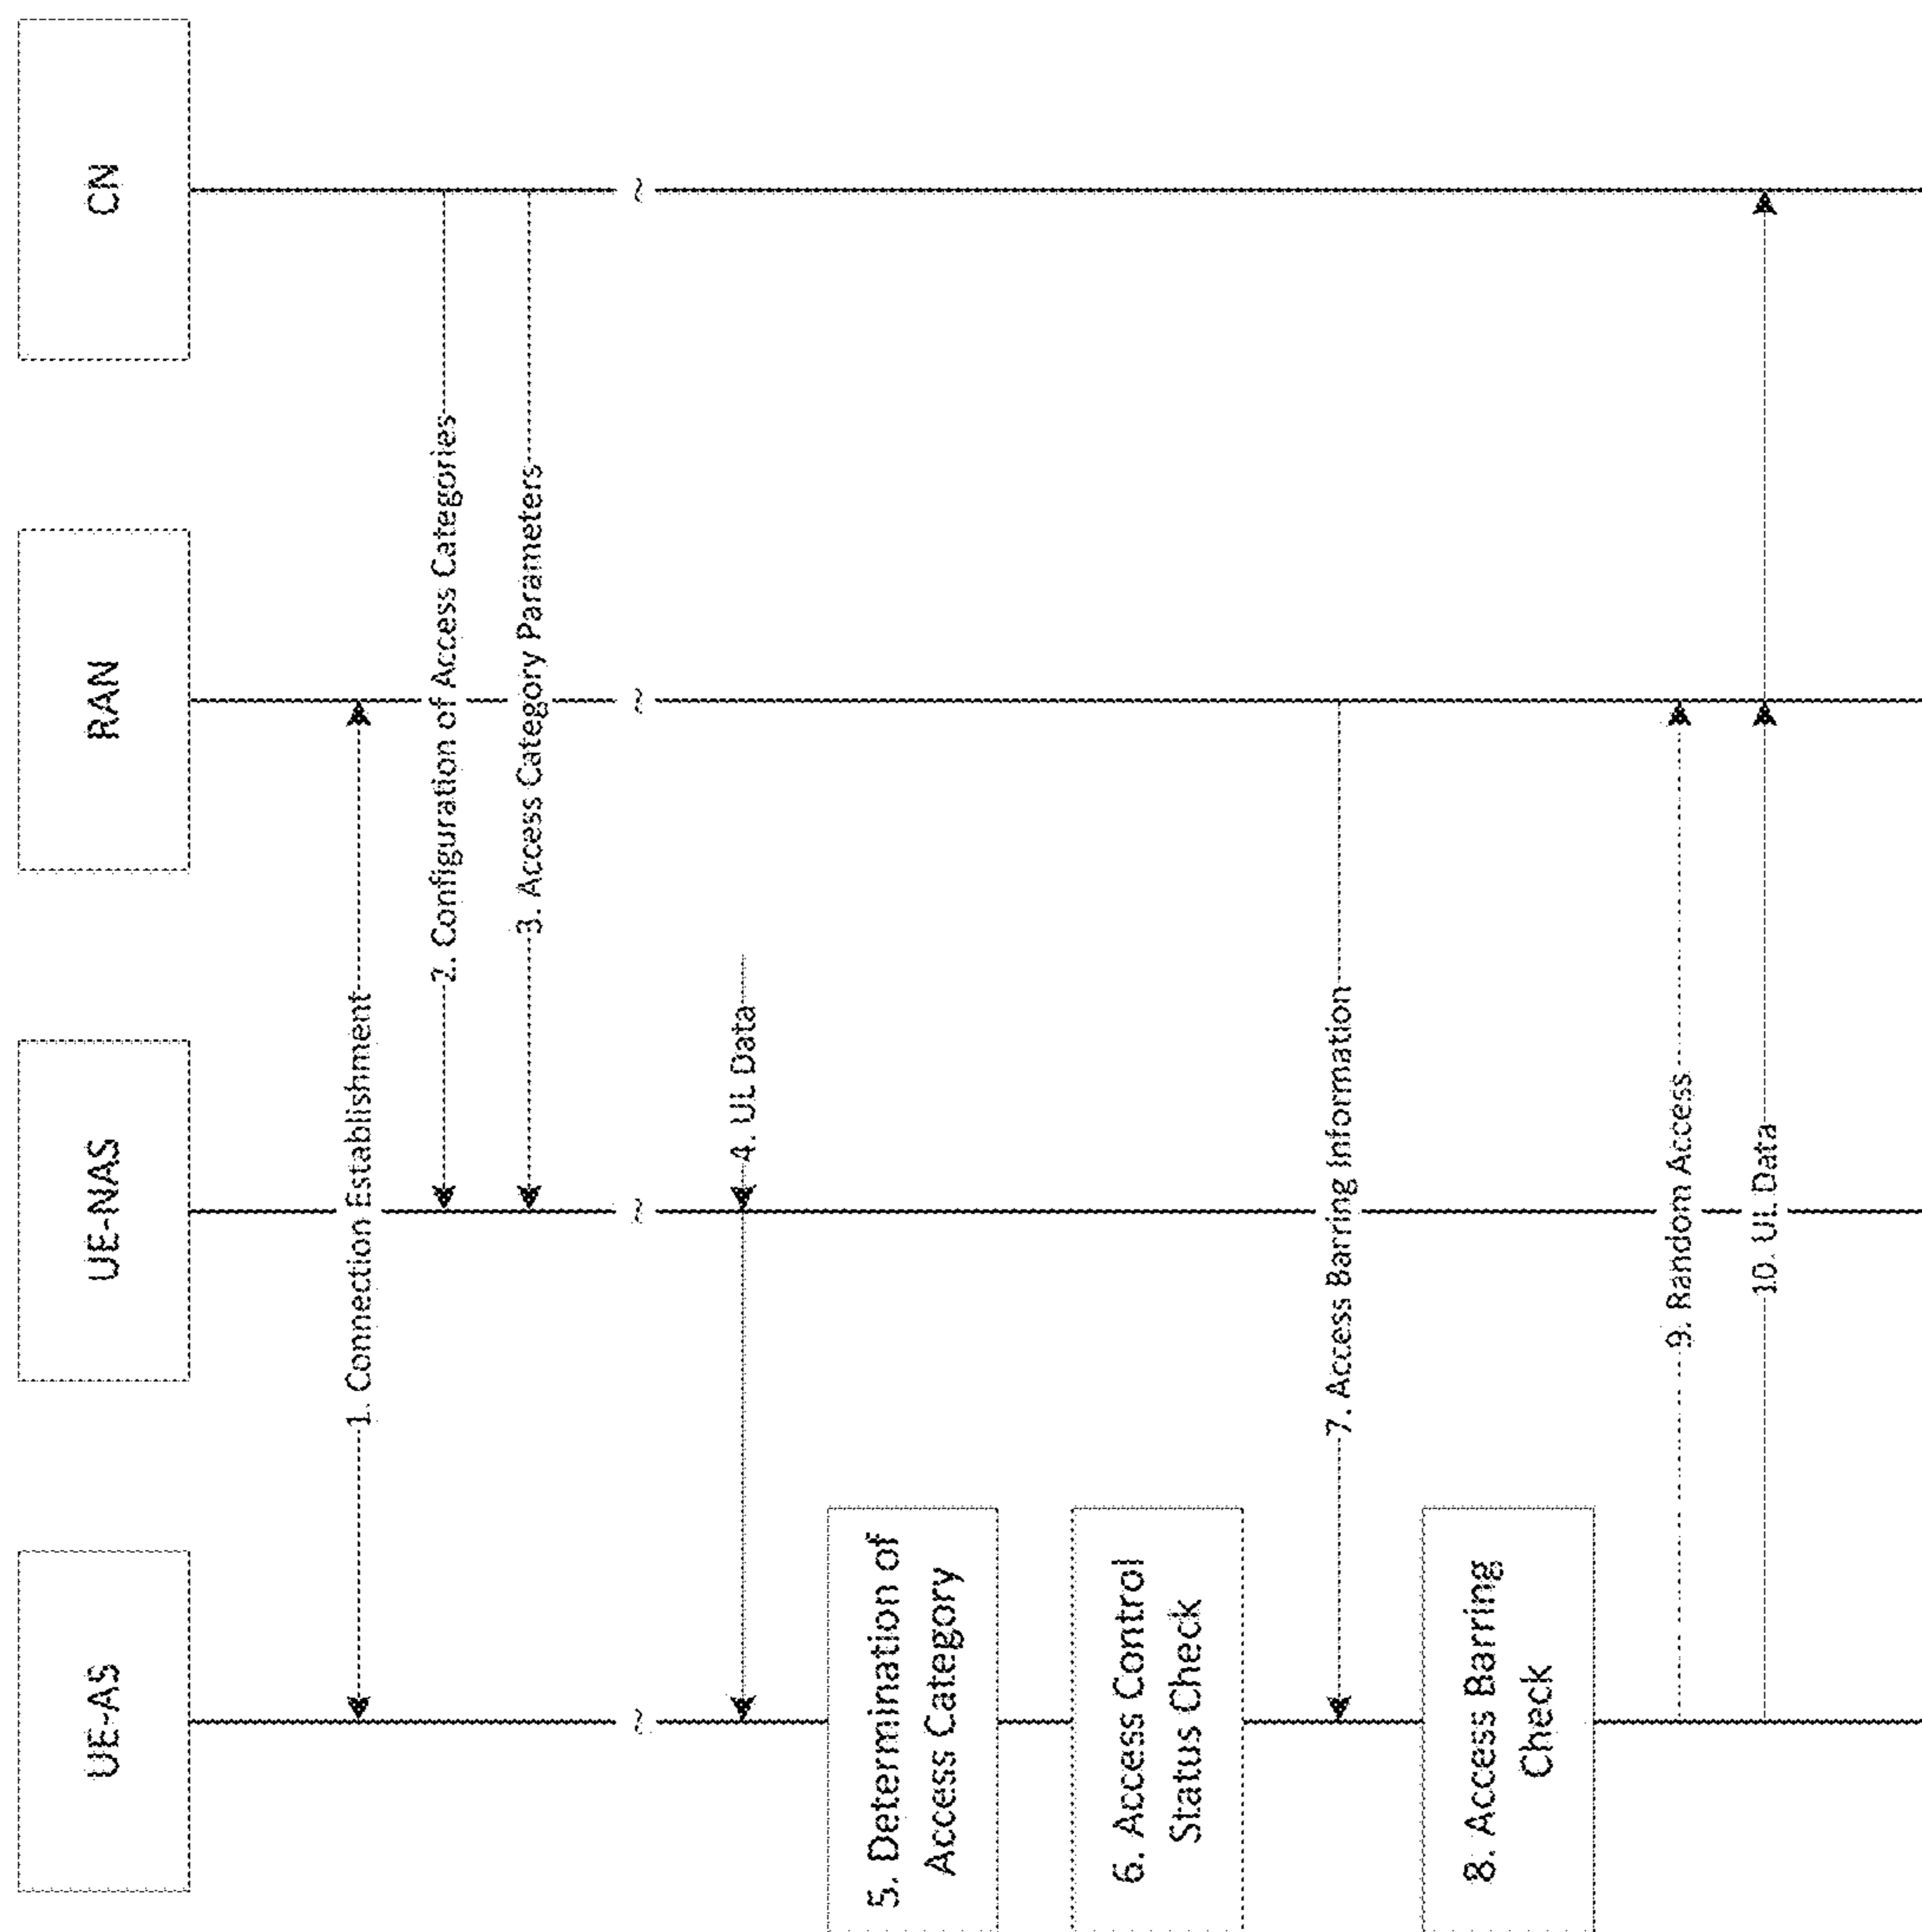 UE-AS
UE-NAS
RAN
CN
1. Connection Establishment
2. Configuration of Access Categories
3. Access Category Parameters
4. UL Data
5. Determination of
Access Category
6. Access Control
Status Check
7. Access Barring Information
8. Access Barring
Check
9. Random Access
10. UL Data